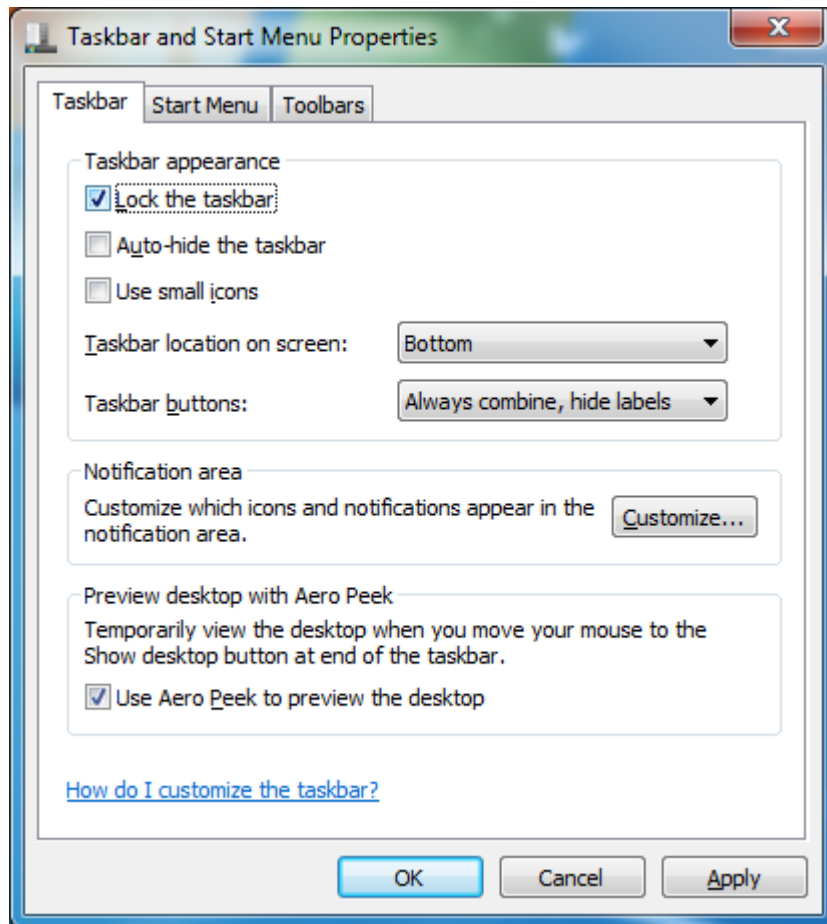 Taskbar and Start Menu Properties
Taskbar Start Menu Toolbars
Taskbar appearance
Lock the taskbar
Auto-hide the taskbar
Use small icons
Taskbar location on screen: Bottom
Taskbar buttons: Always combine, hide labels
Notification area
Customize which icons and notifications appear in the
notification area.
Customize...
Preview desktop with Aero Peek
Temporarily view the desktop when you move your mouse to the
Show desktop button at end of the taskbar.
Use Aero Peek to preview the desktop
How do I customize the taskbar?
OK Cancel Apply